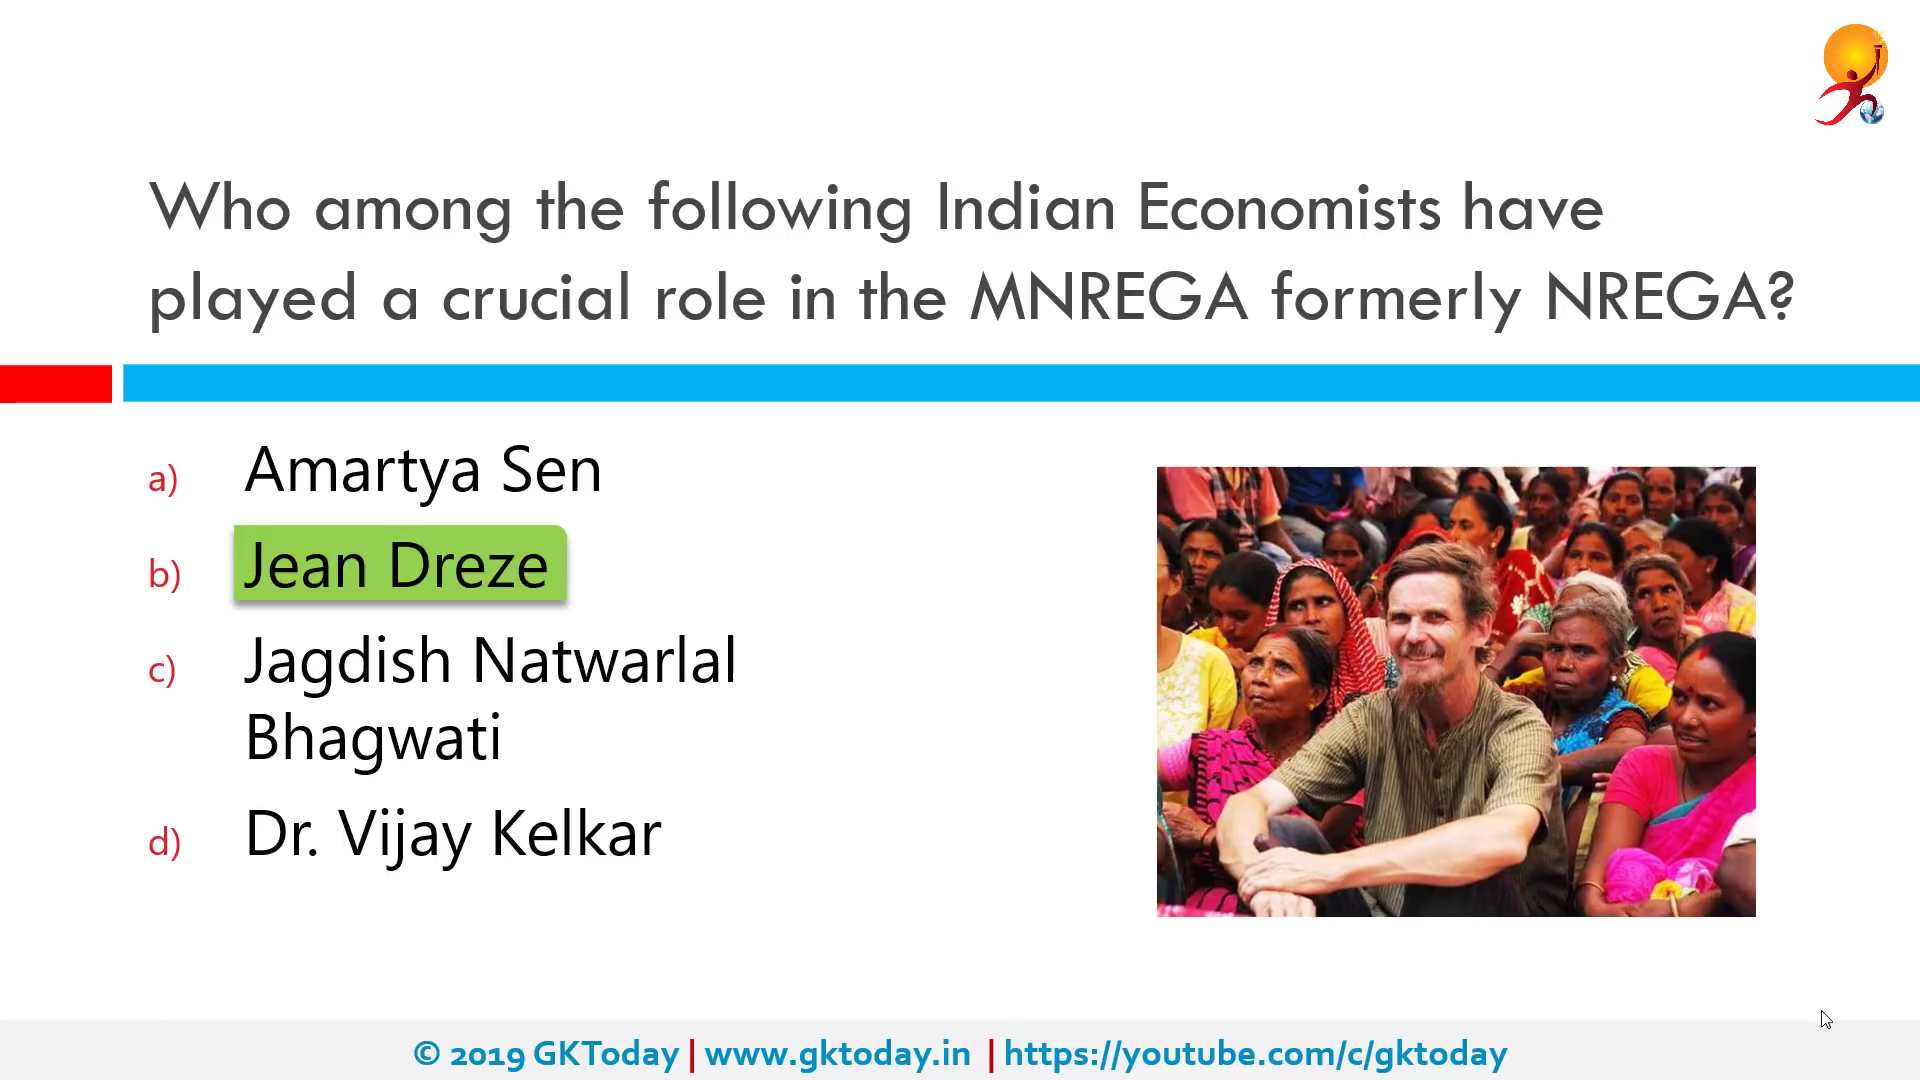 Who among the following Indian Economists have
played a crucial role in the MNREGA formerly NREGA?
a) Amartya Sen
b) Jean Dreze
c) Jagdish Natwarlal
Bhagwati
d) Dr. Vijay Kelkar
© 2019 GKToday | www.gktoday.in | https://youtube.com/c/gktoday